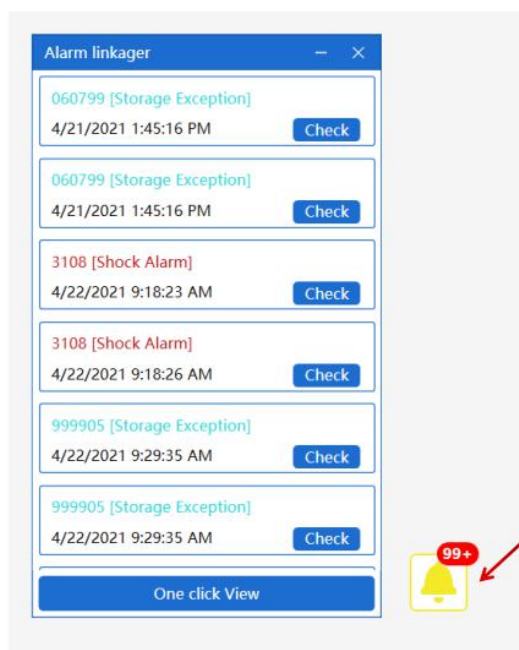 Alarm linkager
060799 [Storage Exception]
4/21/2021 1:45:16 PM
Check
060799 [Storage Exception]
4/21/2021 1:45:16 PM
Check
3108 [Shock Alarm]
4/22/2021 9:18:23 AM
Check
3108 [Shock Alarm]
4/22/2021 9:18:26 AM
Check
999905 [Storage Exception]
4/22/2021 9:29:35 AM
Check
999905 [Storage Exception]
4/22/2021 9:29:35 AM
Check
99+
One click View